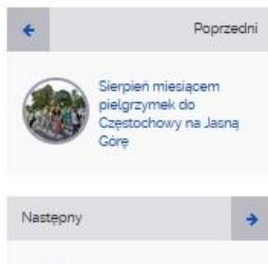 Poprzedni
Sierpień miesiącem
pielgrzymek do
Częstochowy na Jasną
Górę
Następny